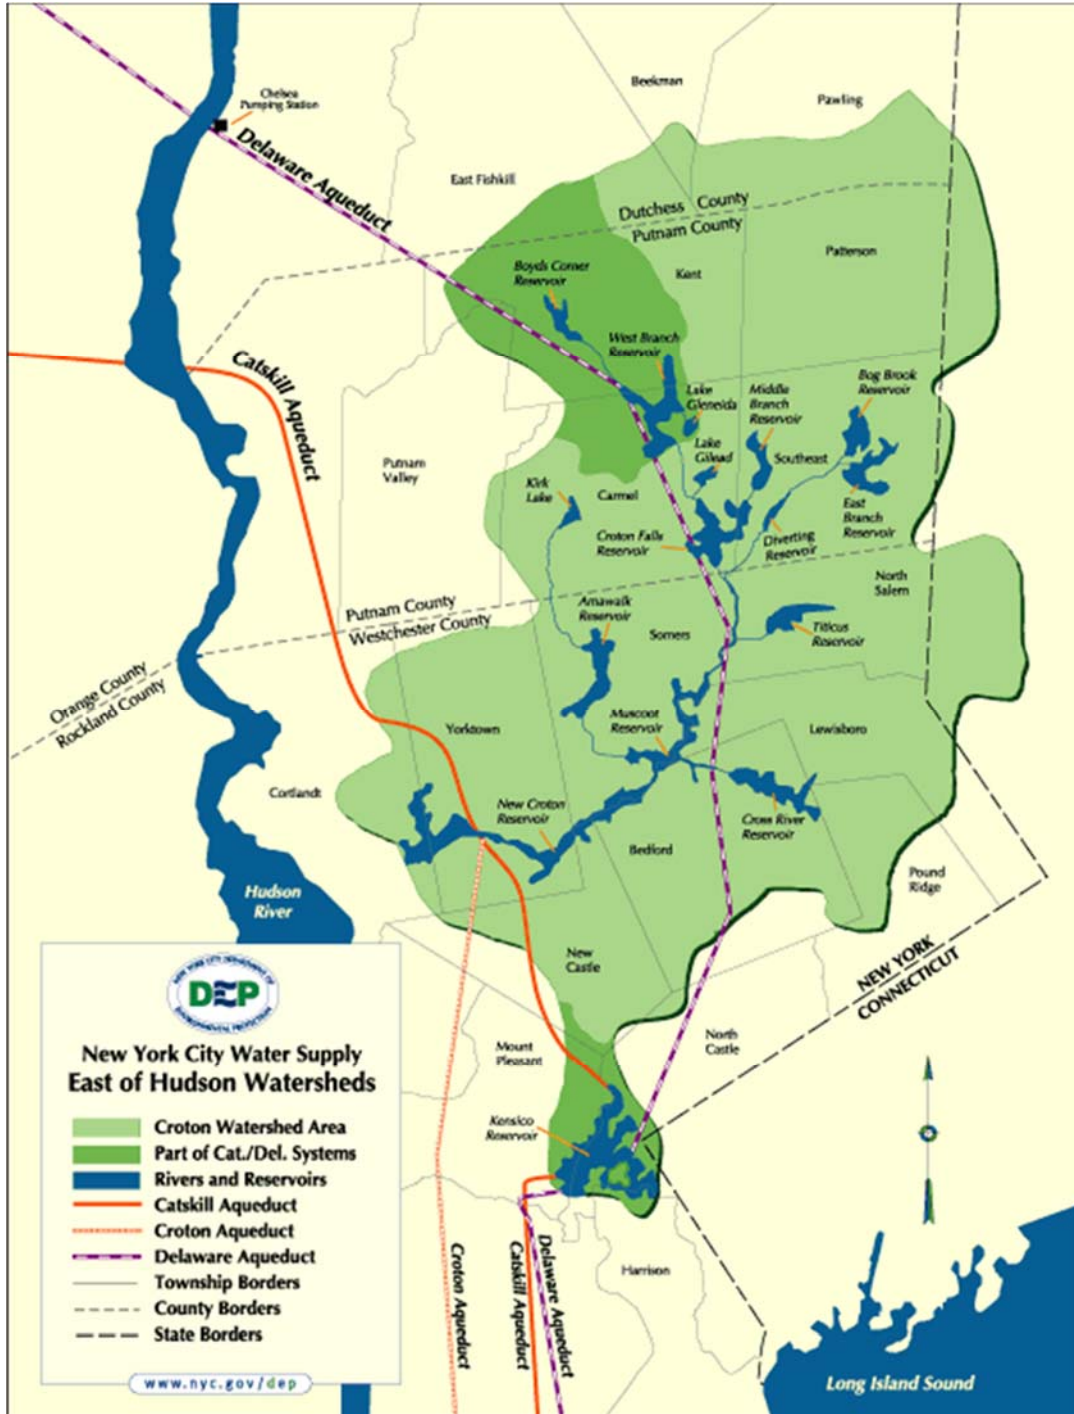 Beekman
Pawling
Chelsea
Pumping Station
Delaware Aqueduct
East Fishkill
Dutchess County
Putnam County
Patterson
Kent
Boyds Corner
Reservoir
West Branch
Reservoir
Catskill Aqueduct
Lake
Gleneida
Middle
Branch
Reservoir
Bog Brook
Reservoir
Putnam
Valley
Lake
Gilead
Southeast
Kirk
Lake
Carmel
East
Branch
Reservoir
Croton Falls
Reservoir
Diverting
Reservoir
North
Salem
Putnam County
Westchester County
Amawalk
Reservoir
Somers
Titicus
Reservoir
Orange County
Rockland County
Muscoot
Reservoir
Yorktown
Lewisboro
Cortlandt
New Croton
Reservoir
Cross River
Reservoir
Bedford
Pound
Ridge
Hudson
River
New
Castle
NEW YORK
CONNECTICUT
North
Castle
Mount
Pleasant
Kensico
Reservoir
Croton Aqueduct
Catskill Aqueduct
Delaware Aqueduct
Harrison
Long Island Sound
NEW YORK CITY DEPARTMENT OF
DEP
ENVIRONMENTAL PROTECTION
New York City Water Supply
East of Hudson Watersheds
Croton Watershed Area
Part of Cat./Del. Systems
Rivers and Reservoirs
Catskill Aqueduct
Croton Aqueduct
Delaware Aqueduct
Township Borders
County Borders
State Borders
www.nyc.gov/dep